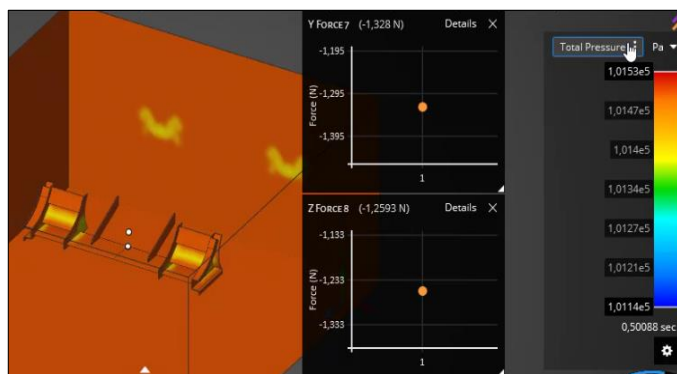 Y FORCE 7 (-1,328 N) Details ×
-1,195
-1,295
-1,395
Force (N)
1
Z FORCE 8 (-1,2593 N) Details ×
-1,133
-1,233
-1,333
Force (N)
1
Total Pressure Pa
1,0153e5
1,0147e5
1,014e5
1,0134e5
1,0127e5
1,0121e5
1,0114e5
0,50088 sec